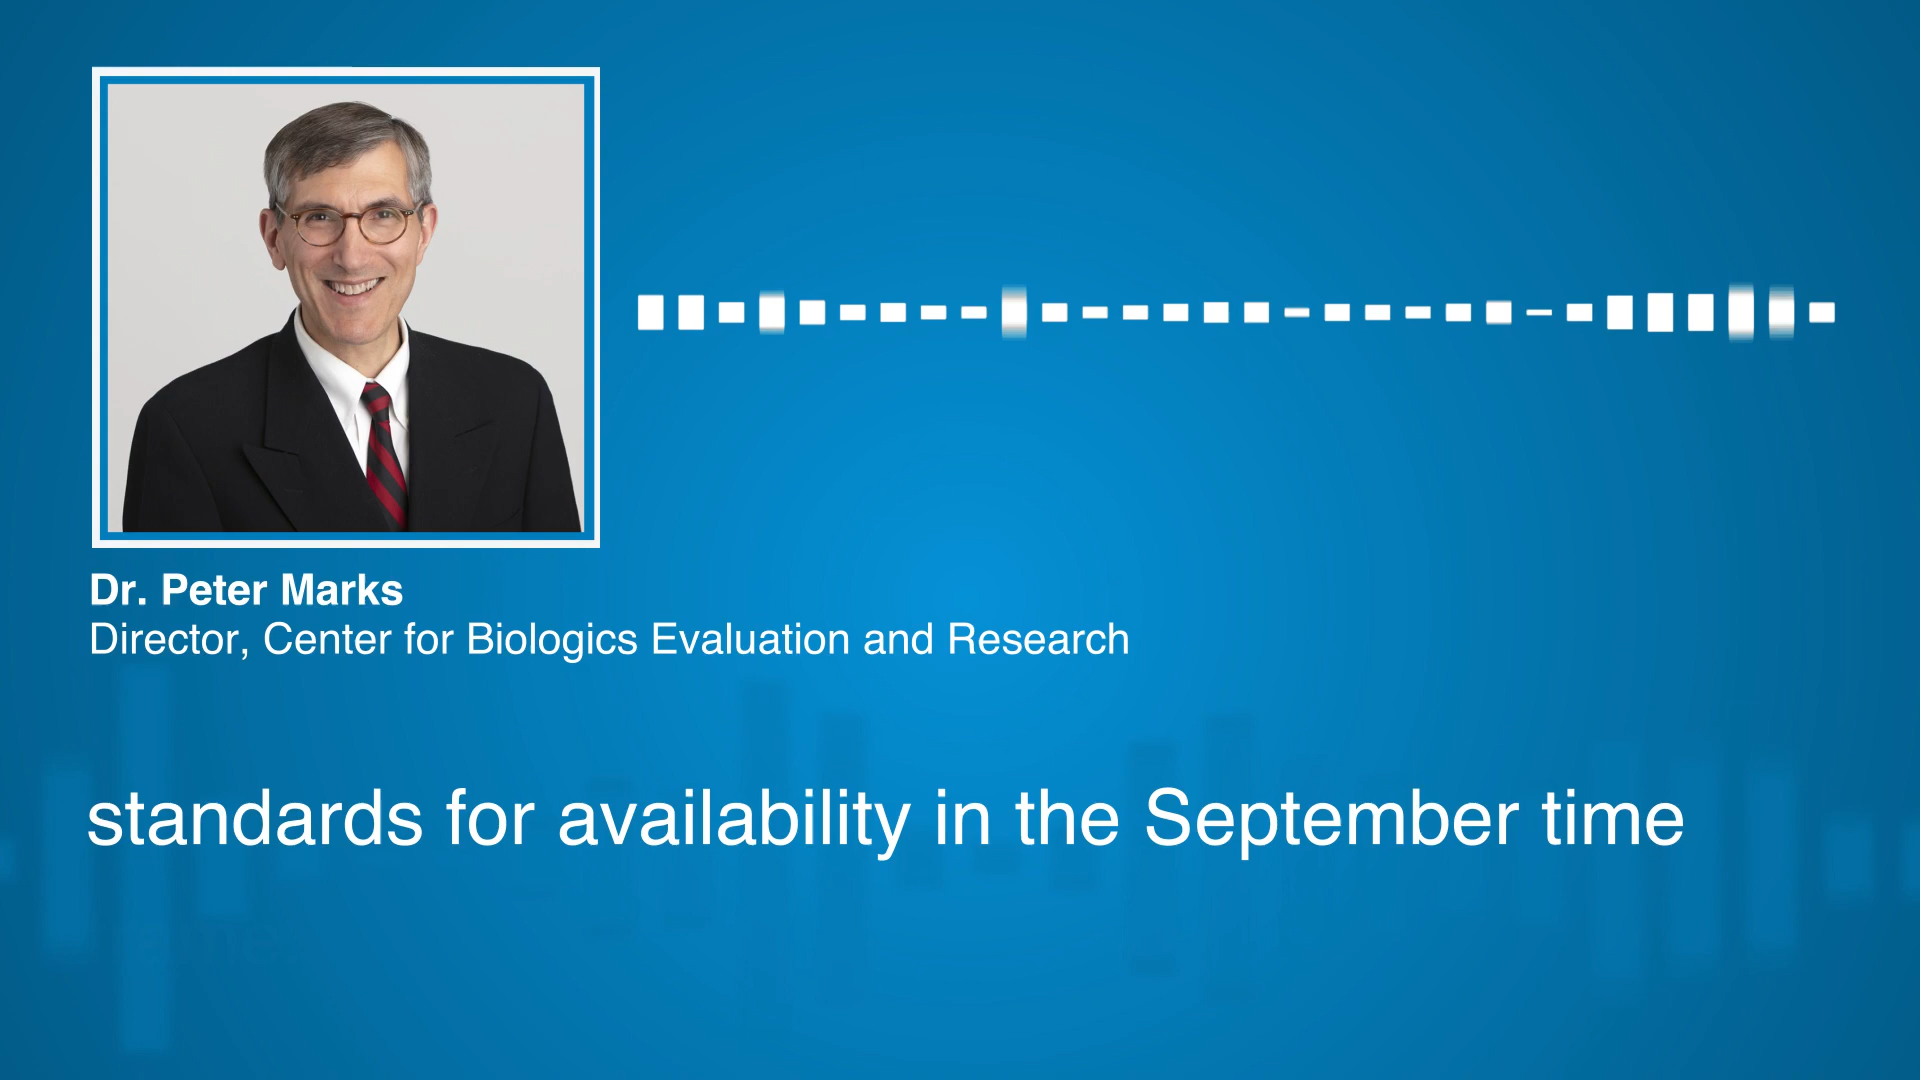 Dr. Peter Marks
Director, Center for Biologics Evaluation and Research
standards for availability in the September time